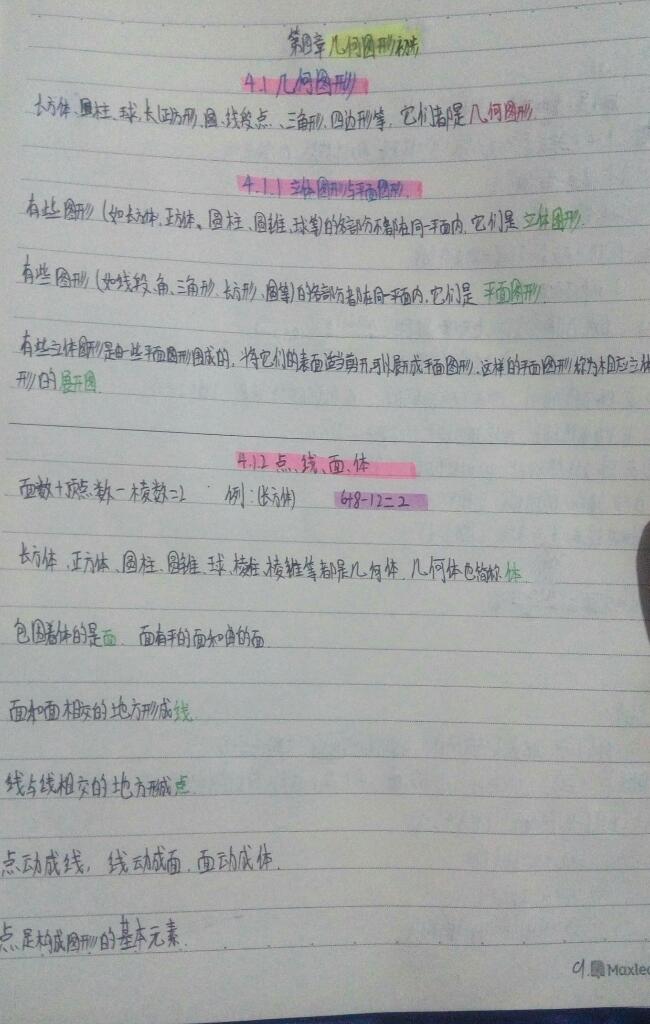 第四章几何图形初步
4.1几何图形
长方体、圆柱、球、长(正)方形、圆、线段、点、三角形、四边形等，它们都是几何图形.
4.1.1立体图形与平面图形
有些图形(如长方体、正方体、圆柱、圆锥、球等)的各部分不都在同一平面内，它们是立体图形.
有些图形(如线段、角、三角形、长方形、圆等)的各部分都在同一平面内，它们是平面图形.
有些立体图形是由一些平面图形围成的，将它们的表面适当剪开，可以展开成平面图形，这样的平面图形称为相应立体
形的展开图.
4.1.2点、线、面、体
面数+顶点数-棱数=2 例:(长方体) 6+8-12=2
长方体、正方体、圆柱、圆锥、球、棱柱、棱锥等都是几何体，几何体也简称体
包围着体的是面，面有平的面和曲的面
面和面相交的地方形成线
线与线相交的地方形成点
点动成线，线动成面，面动成体.
点是构成图形的基本元素.